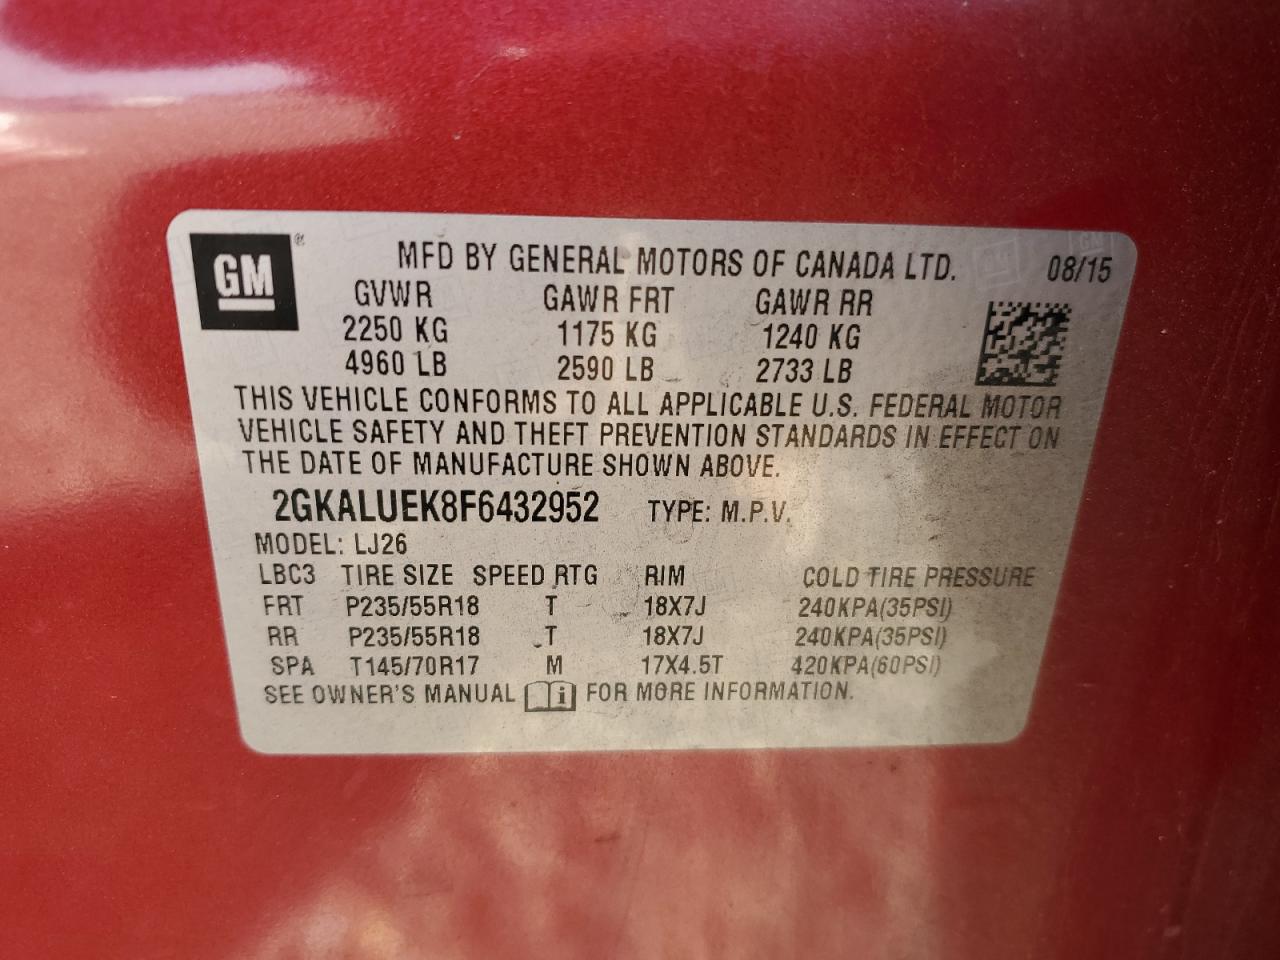 GM ®
MFD BY GENERAL MOTORS OF CANADA LTD. 08/15
GVWR GAWR FRT GAWR RR
2250 KG 1175 KG 1240 KG
4960 LB 2590 LB 2733 LB
THIS VEHICLE CONFORMS TO ALL APPLICABLE U.S. FEDERAL MOTOR
VEHICLE SAFETY AND THEFT PREVENTION STANDARDS IN EFFECT ON
THE DATE OF MANUFACTURE SHOWN ABOVE.
2GKALUEK8F6432952 TYPE: M.P.V.
MODEL: LJ26
LBC3 TIRE SIZE SPEED RTG RIM COLD TIRE PRESSURE
FRT P235/55R18 T 18X7J 240KPA(35PSI)
RR P235/55R18 T 18X7J 240KPA(35PSI)
SPA T145/70R17 M 17X4.5T 420KPA(60PSI)
SEE OWNER'S MANUAL i FOR MORE INFORMATION.